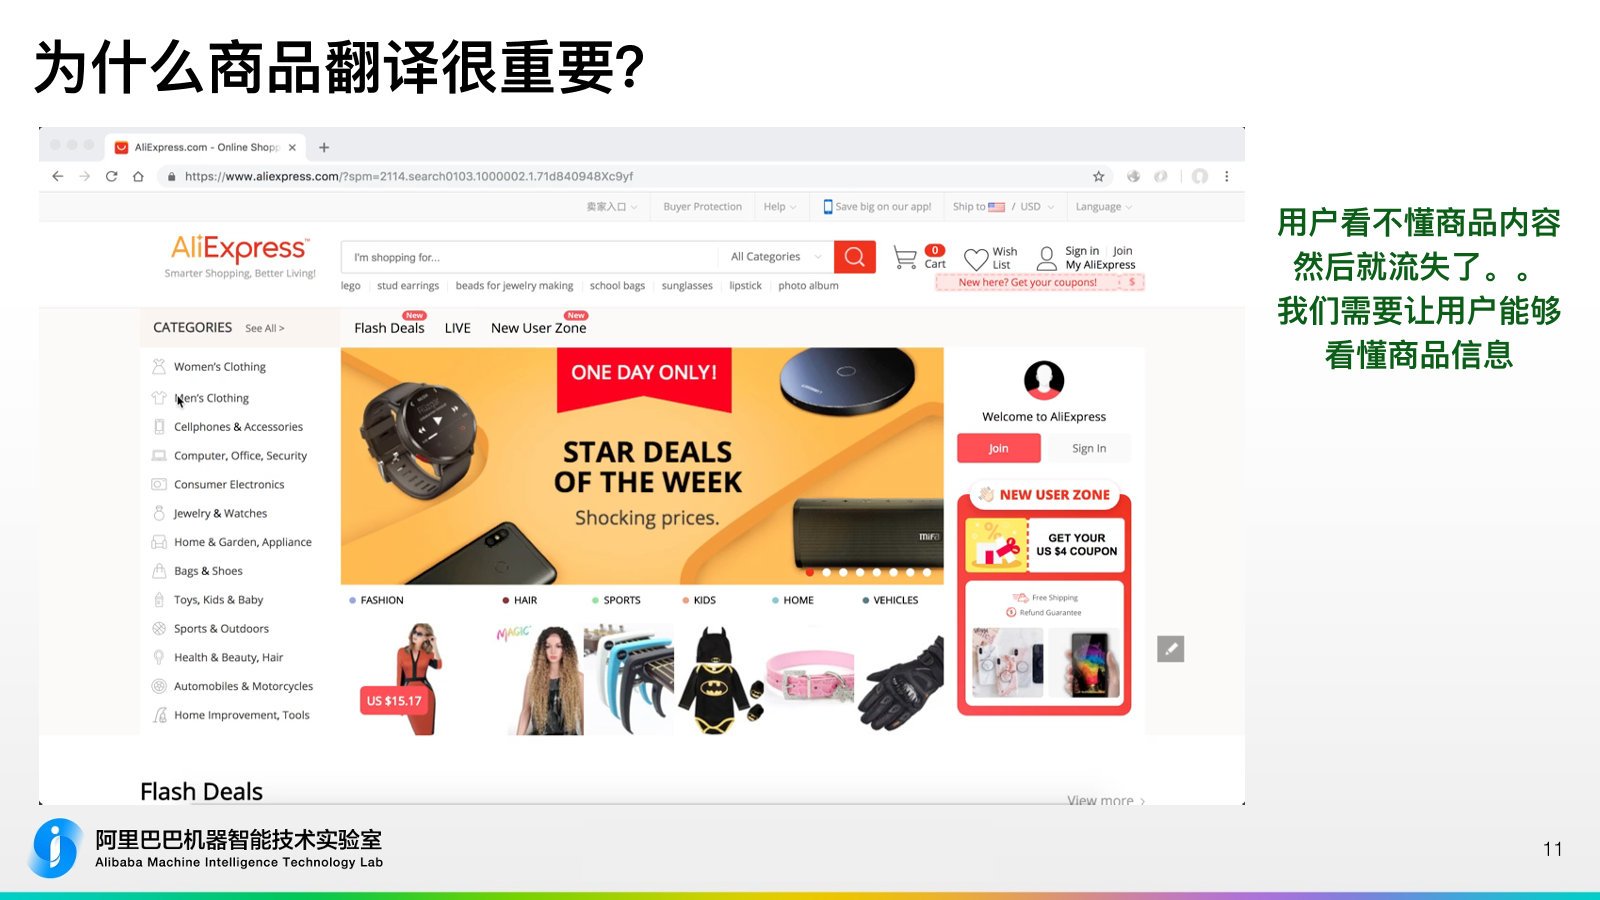 为什么商品翻译很重要?
AliExpress.com - Online Shopp
https://www.aliexpress.com/?spm=2114.search0103.1000002.1.71d840948Xc9yf
卖家入口
Buyer Protection
Help
Save big on our app!
Ship to / USD
Language
AliExpress™
Smarter Shopping, Better Living!
I'm shopping for...
All Categories
0
Cart
Wish
List
Sign in Join
My AliExpress
New here? Get your coupons! $
lego stud earrings beads for jewelry making school bags sunglasses lipstick photo album
CATEGORIES See All >
New
New
Flash Deals LIVE New User Zone
Women's Clothing
Men's Clothing
Cellphones & Accessories
Computer, Office, Security
Consumer Electronics
Jewelry & Watches
Home & Garden, Appliance
Bags & Shoes
Toys, Kids & Baby
Sports & Outdoors
Health & Beauty, Hair
Automobiles & Motorcycles
Home Improvement, Tools
ONE DAY ONLY!
STAR DEALS
OF THE WEEK
Shocking prices.
mifa
FASHION
HAIR
SPORTS
KIDS
HOME
VEHICLES
MAGIC
US $15.17
Welcome to AliExpress
Join
Sign In
NEW USER ZONE
GET YOUR
US $4 COUPON
Free Shipping
Refund Guarantee
Flash Deals
View more >
用户看不懂商品内容
然后就流失了。。
我们需要让用户能够
看懂商品信息
阿里巴巴机器智能技术实验室
Alibaba Machine Intelligence Technology Lab
11